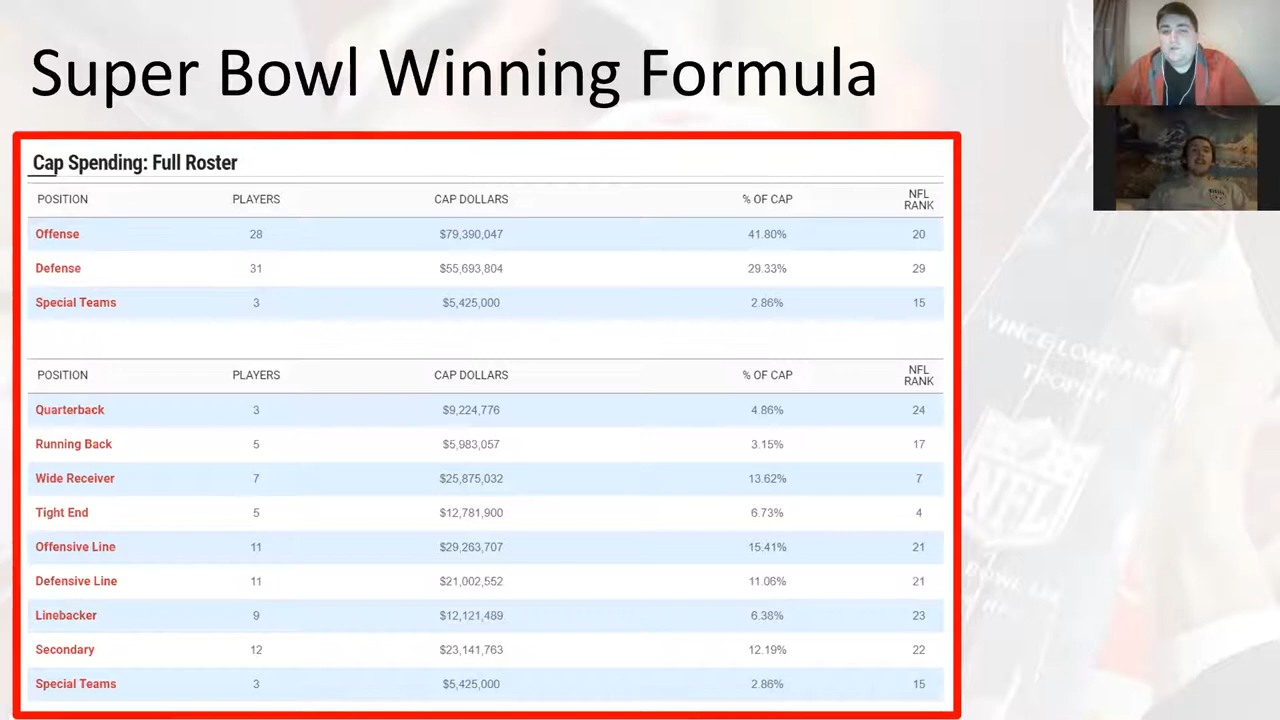 Super Bowl Winning Formula
Cap Spending: Full Roster
POSITION PLAYERS CAP DOLLARS % OF CAP NFL RANK
Offense 28 $79,390,047 41.80% 20
Defense 31 $55,693,804 29.33% 29
Special Teams 3 $5,425,000 2.86% 15
POSITION PLAYERS CAP DOLLARS % OF CAP NFL RANK
Quarterback 3 $9,224,776 4.86% 24
Running Back 5 $5,983,057 3.15% 17
Wide Receiver 7 $25,875,032 13.62% 7
Tight End 5 $12,781,900 6.73% 4
Offensive Line 11 $29,263,707 15.41% 21
Defensive Line 11 $21,002,552 11.06% 21
Linebacker 9 $12,121,489 6.38% 23
Secondary 12 $23,141,763 12.19% 22
Special Teams 3 $5,425,000 2.86% 15
VINCE LOMBARDI
TROPHY
NFL